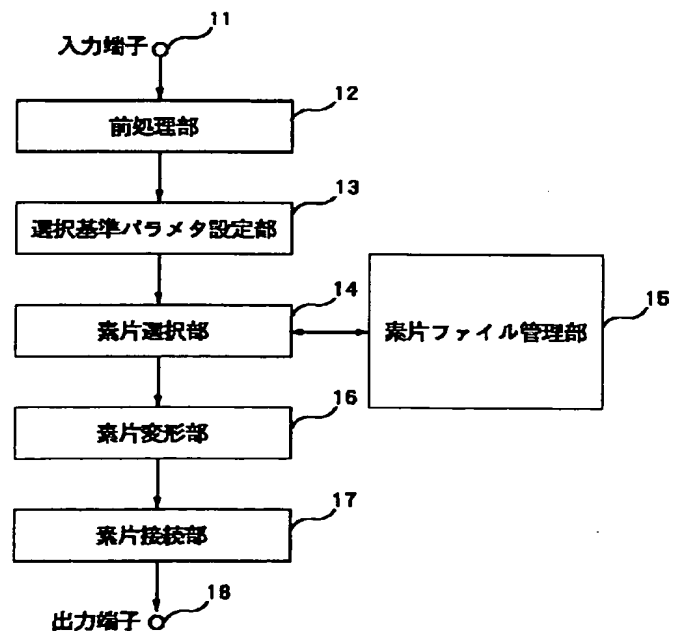 11
入力端子
12
前処理部
13
選択基準パラメタ設定部
14
素片選択部
15
素片ファイル管理部
16
素片変形部
17
素片接続部
18
出力端子